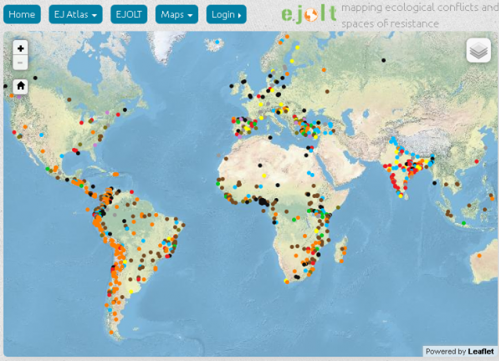 Home EJ Atlas EJOLT Maps Login
ejolt mapping ecological conflicts and
spaces of resistance
+
-
Powered by Leaflet